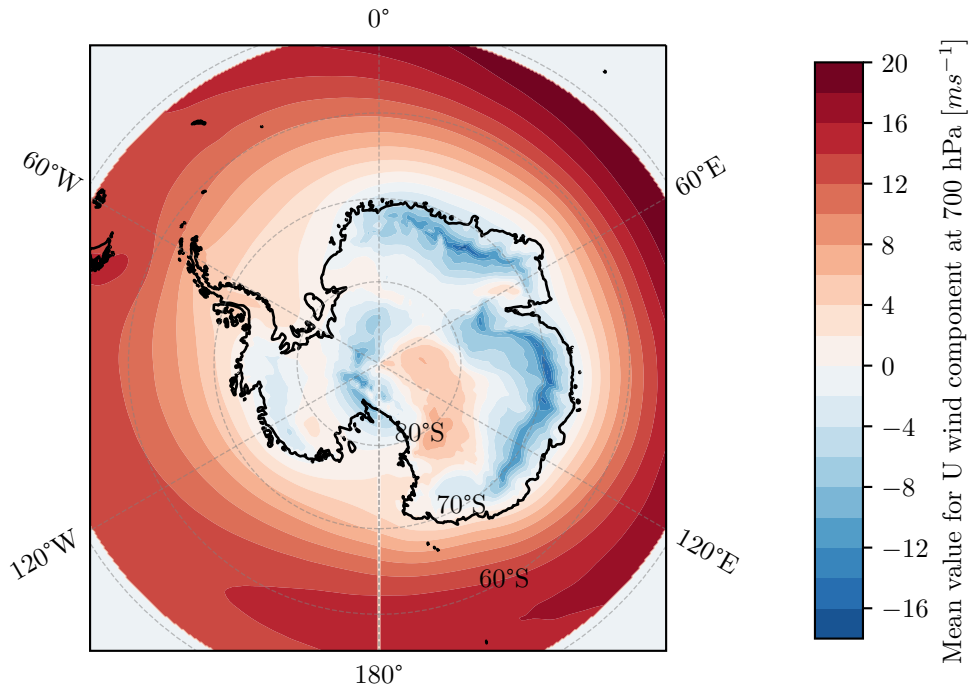 0°
60°W
60°E
80°S
70°S
60°S
120°W
120°E
180°
20
16
12
8
4
0
−4
−8
−12
−16
Mean value for U wind component at 700 hPa [ms⁻¹]